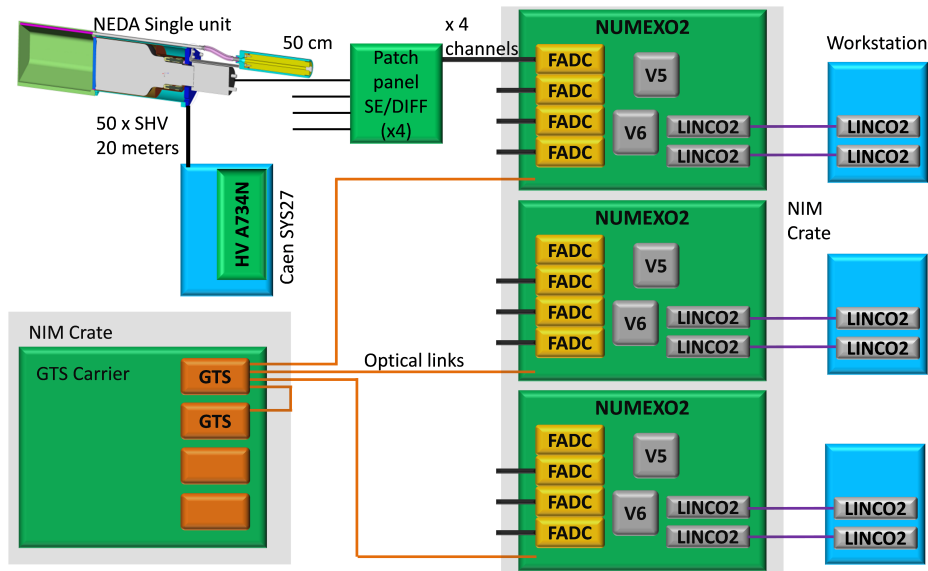 NEDA Single unit
50 cm
x 4
channels
Patch
panel
SE/DIFF
(x4)
50 x SHV
20 meters
HV A734N
Caen SYS27
NUMEXO2
FADC
FADC
FADC
FADC
V5
V6
LINCO2
LINCO2
Workstation
LINCO2
LINCO2
NUMEXO2
FADC
FADC
FADC
FADC
V5
V6
LINCO2
LINCO2
NIM
Crate
LINCO2
LINCO2
NIM Crate
GTS Carrier
GTS
GTS
Optical links
NUMEXO2
FADC
FADC
FADC
FADC
V5
V6
LINCO2
LINCO2
LINCO2
LINCO2